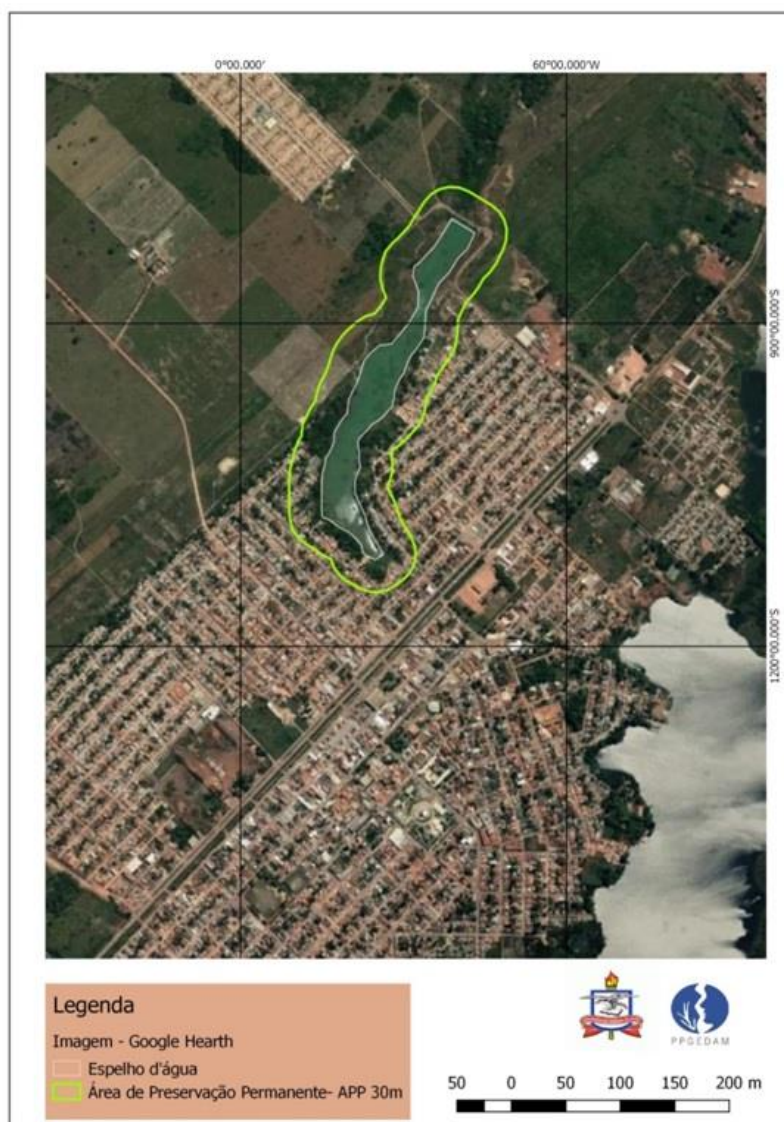 0°00.000' 60°00.000'W
900°00.000'S
1200°00.000'S
Legenda
Imagem - Google Hearth
Espelho d'água
Área de Preservação Permanente- APP 30m
PPGEDAM
50 0 50 100 150 200 m